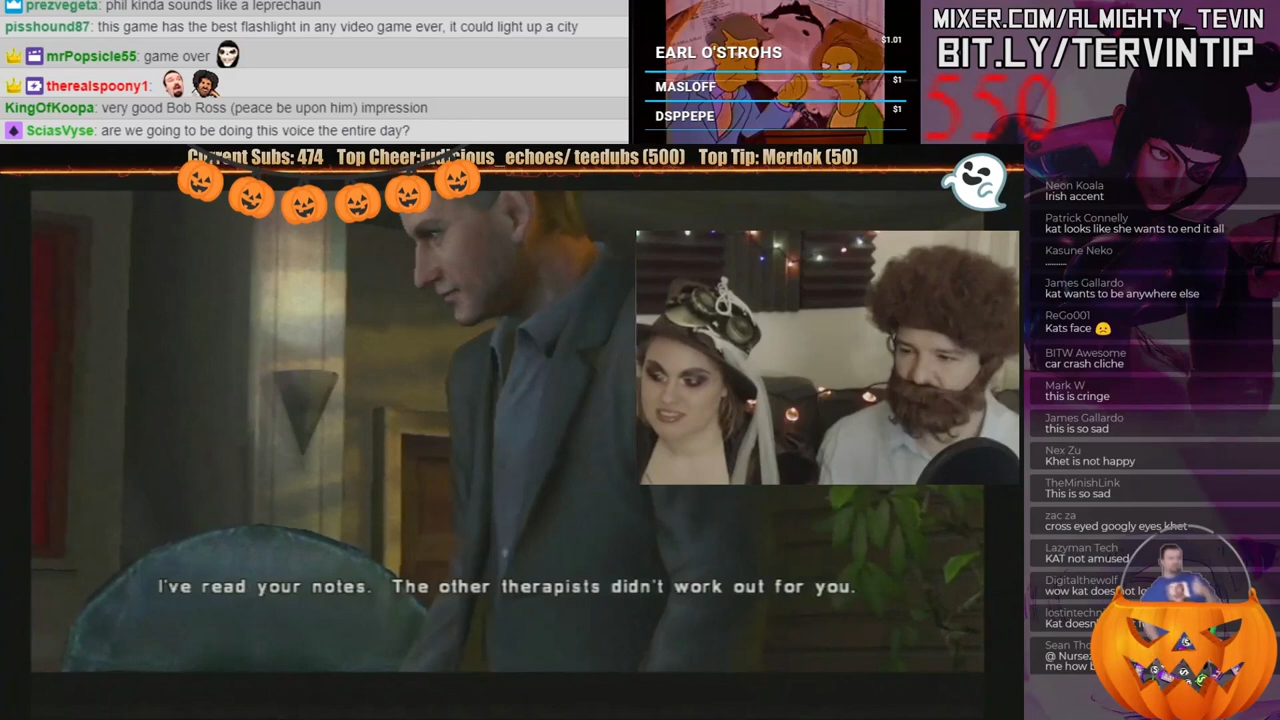 prezvegeta: phil kinda sounds like a leprechaun
pisshound87: this game has the best flashlight in any video game ever, it could light up a city
mrPopsicle55: game over
therealspoony1:
KingOfKoopa: very good Bob Ross (peace be upon him) impression
SciasVyse: are we going to be doing this voice the entire day?
EARL O'STROHS $1.01
MASLOFF $1
DSPPEPE $1
MIXER.COM/ALMIGHTY_TEVIN
BIT.LY/TERVINTIP
550
Current Subs: 474 Top Cheer:judicious_echoes/ teedubs (500) Top Tip: Merdok (50)
Neon Koala
Irish accent
Patrick Connelly
kat looks like she wants to end it all
Kasune Neko
..........
James Gallardo
kat wants to be anywhere else
ReGo001
Kats face
BITW Awesome
car crash cliche
Mark W
this is cringe
James Gallardo
this is so sad
Nex Zu
Khet is not happy
TheMinishLink
This is so sad
zac za
cross eyed googly eyes khet
Lazyman Tech
KAT not amused
Digitalthewolf
wow kat does not
Kat
Sean
@
me how
I've read your notes. The other therapists didn't work out for you.